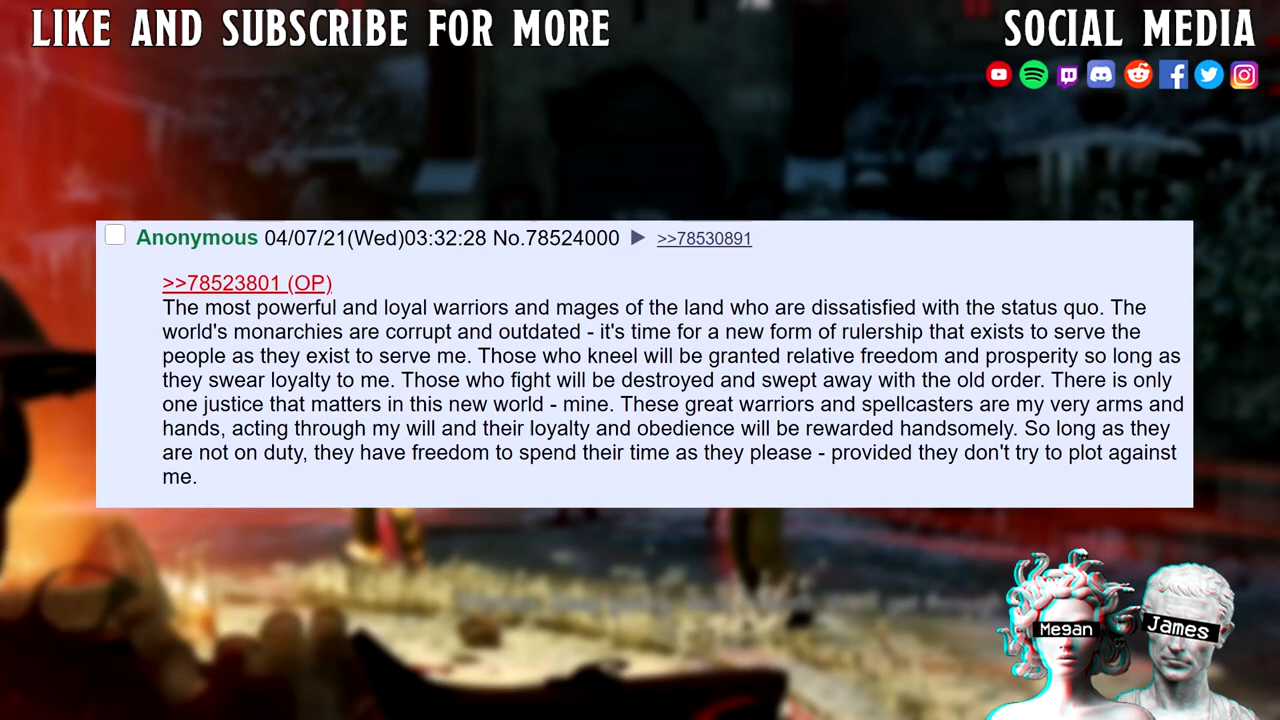 LIKE AND SUBSCRIBE FOR MORE
SOCIAL MEDIA
Anonymous 04/07/21(Wed)03:32:28 No.78524000 ▶ >>78530891
>>78523801 (OP)
The most powerful and loyal warriors and mages of the land who are dissatisfied with the status quo. The
world's monarchies are corrupt and outdated - it's time for a new form of rulership that exists to serve the
people as they exist to serve me. Those who kneel will be granted relative freedom and prosperity so long as
they swear loyalty to me. Those who fight will be destroyed and swept away with the old order. There is only
one justice that matters in this new world - mine. These great warriors and spellcasters are my very arms and
hands, acting through my will and their loyalty and obedience will be rewarded handsomely. So long as they
are not on duty, they have freedom to spend their time as they please - provided they don't try to plot against
me.
Megan
James